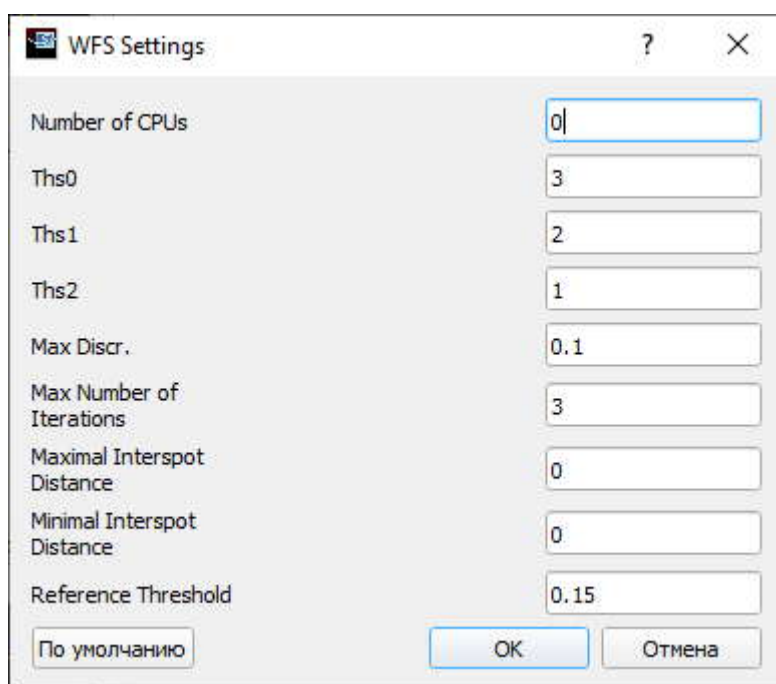 WFS Settings ?
Number of CPUs 0
Ths0 3
Ths1 2
Ths2 1
Max Discr. 0.1
Max Number of
Iterations 3
Maximal Interspot
Distance 0
Minimal Interspot
Distance 0
Reference Threshold 0.15
По умолчанию OK Отмена